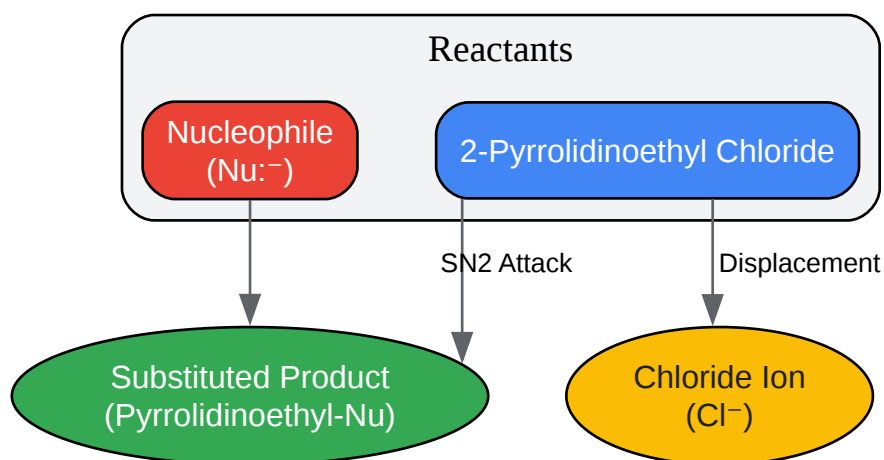 Reactants
Nucleophile
(Nu:⁻)
2-Pyrrolidinoethyl Chloride
SN2 Attack
Displacement
Substituted Product
(Pyrrolidinoethyl-Nu)
Chloride Ion
(Cl⁻)